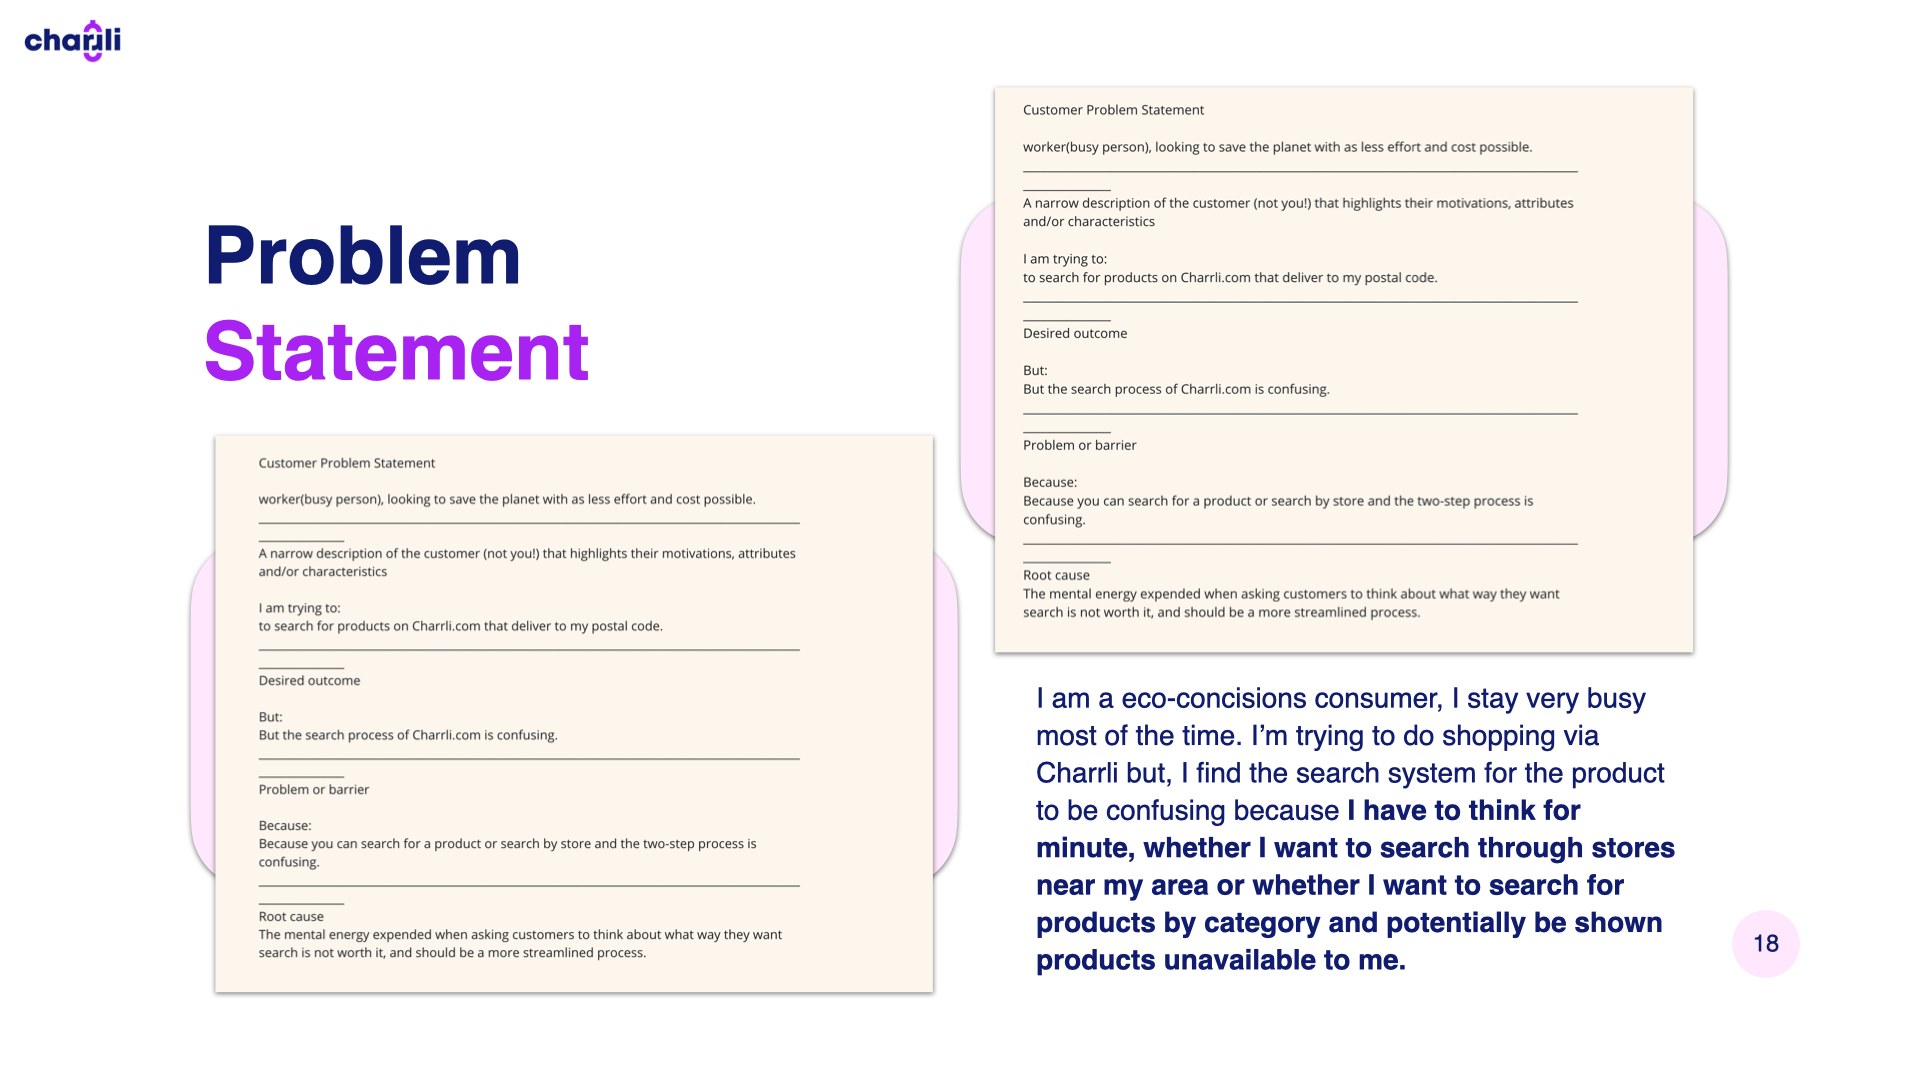 charrli
Problem
Statement
Customer Problem Statement
worker(busy person), looking to save the planet with as less effort and cost possible.
A narrow description of the customer (not you!) that highlights their motivations, attributes
and/or characteristics
I am trying to:
to search for products on Charrli.com that deliver to my postal code.
Desired outcome
But:
But the search process of Charrli.com is confusing.
Problem or barrier
Because:
Because you can search for a product or search by store and the two-step process is
confusing.
Root cause
The mental energy expended when asking customers to think about what way they want
search is not worth it, and should be a more streamlined process.
Customer Problem Statement
worker(busy person), looking to save the planet with as less effort and cost possible.
A narrow description of the customer (not you!) that highlights their motivations, attributes
and/or characteristics
I am trying to:
to search for products on Charrli.com that deliver to my postal code.
Desired outcome
But:
But the search process of Charrli.com is confusing.
Problem or barrier
Because:
Because you can search for a product or search by store and the two-step process is
confusing.
Root cause
The mental energy expended when asking customers to think about what way they want
search is not worth it, and should be a more streamlined process.
I am a eco-concisions consumer, I stay very busy
most of the time. I’m trying to do shopping via
Charrli but, I find the search system for the product
to be confusing because I have to think for
minute, whether I want to search through stores
near my area or whether I want to search for
products by category and potentially be shown
products unavailable to me.
18